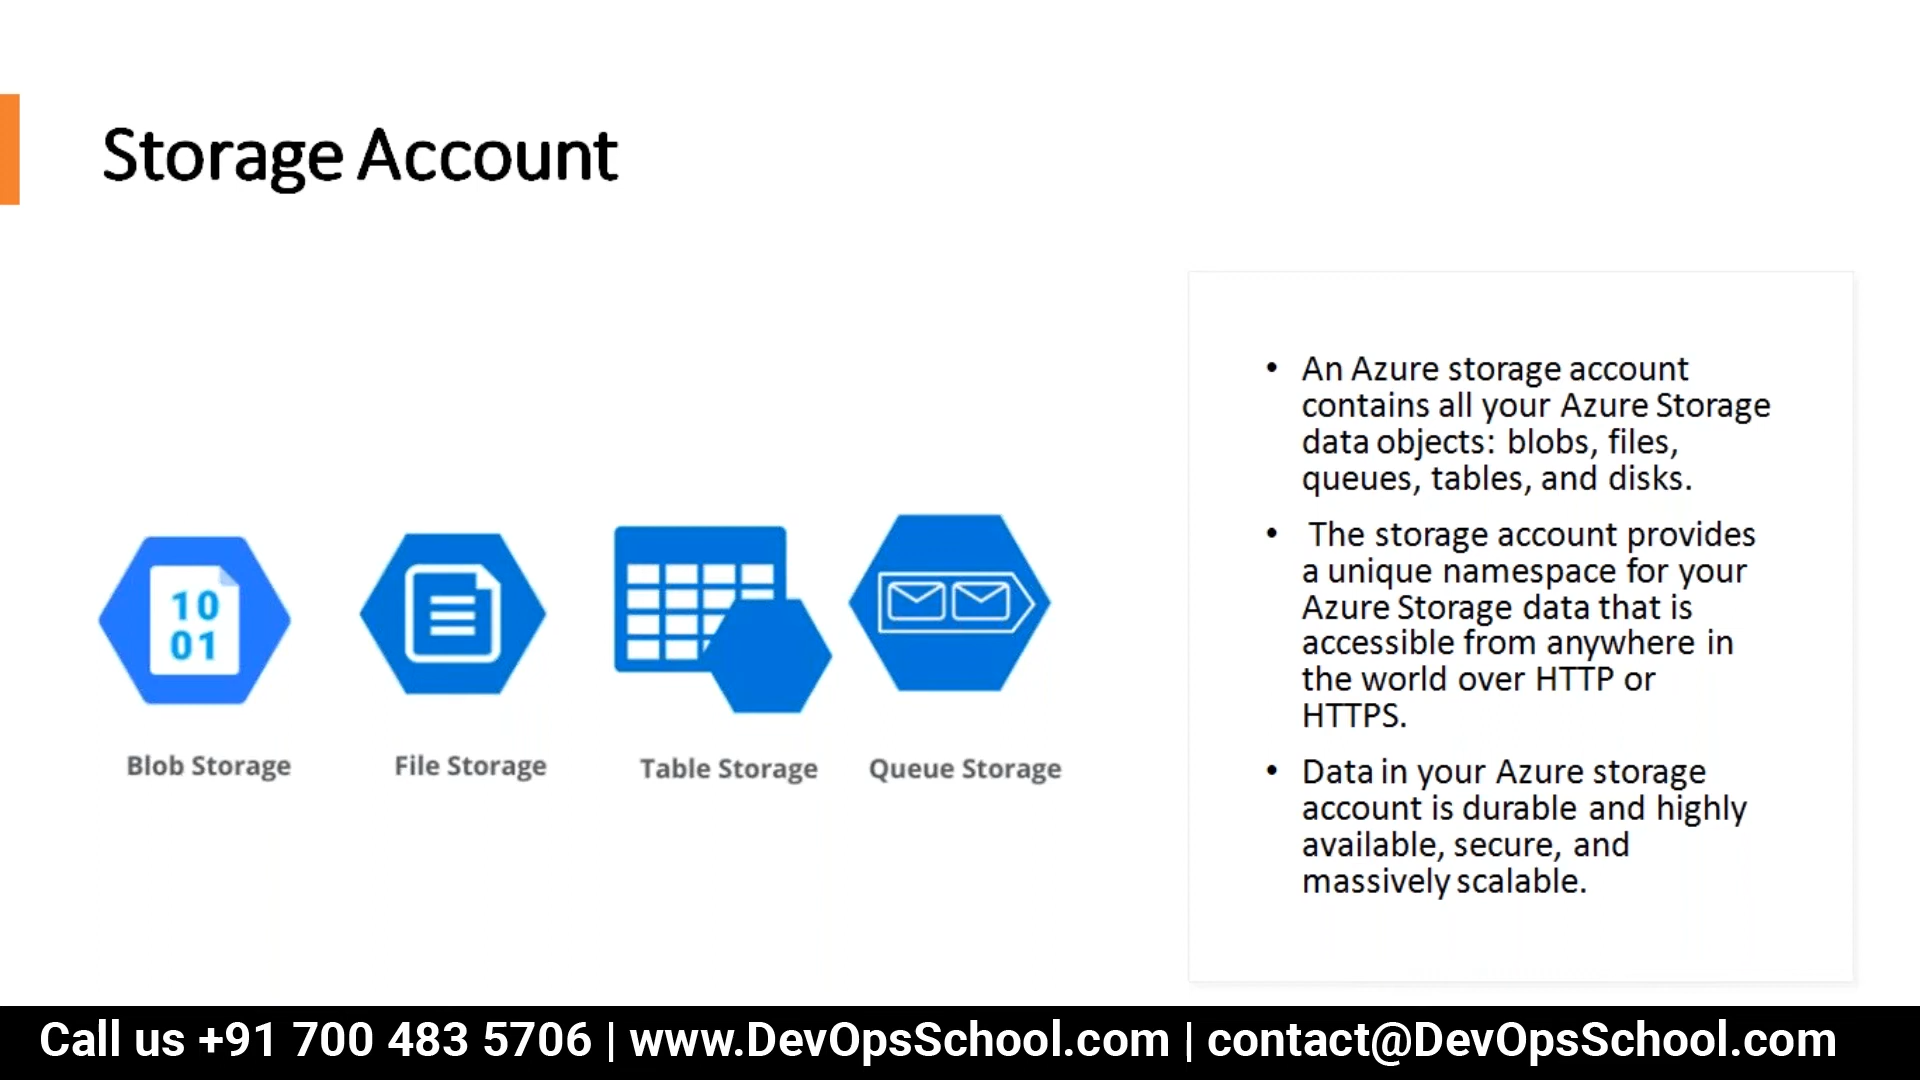 Storage Account
10
01
Blob Storage
File Storage
Table Storage
Queue Storage
• An Azure storage account
contains all your Azure Storage
data objects: blobs, files,
queues, tables, and disks.
• The storage account provides
a unique namespace for your
Azure Storage data that is
accessible from anywhere in
the world over HTTP or
HTTPS.
• Data in your Azure storage
account is durable and highly
available, secure, and
massively scalable.
Call us +91 700 483 5706 | www.DevOpsSchool.com | contact@DevOpsSchool.com